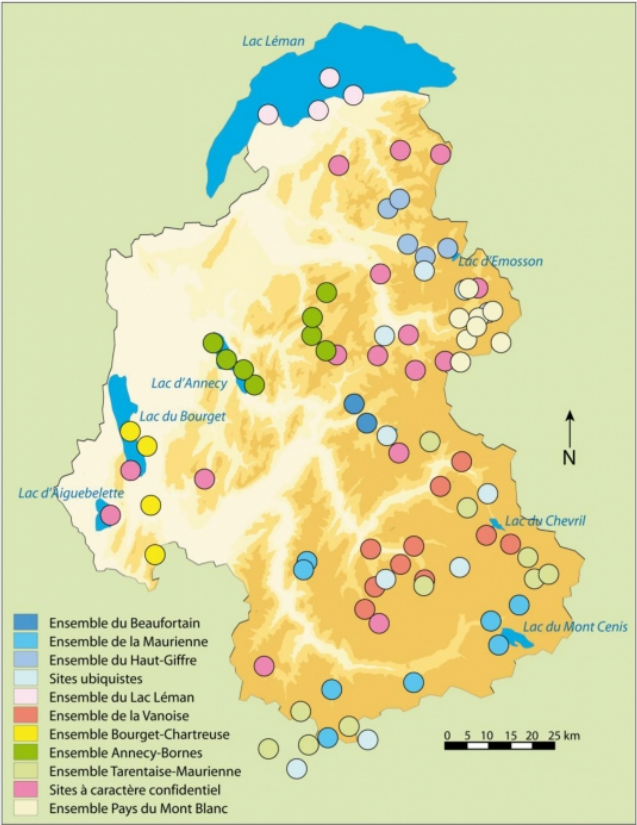 Lac Léman
Lac d'Emosson
Lac d'Annecy
Lac du Bourget
N
Lac d'Aiguebelette
Lac du Chevril
Lac du Mont Cenis
Ensemble du Beaufortain
Ensemble de la Maurienne
Ensemble du Haut-Giffre
Sites ubiquistes
Ensemble du Lac Léman
Ensemble de la Vanoise
Ensemble Bourget-Chartreuse
Ensemble Annecy-Bornes
Ensemble Tarentaise-Maurienne
Sites à caractère confidentiel
Ensemble Pays du Mont Blanc
0 5 10 15 20 25 km